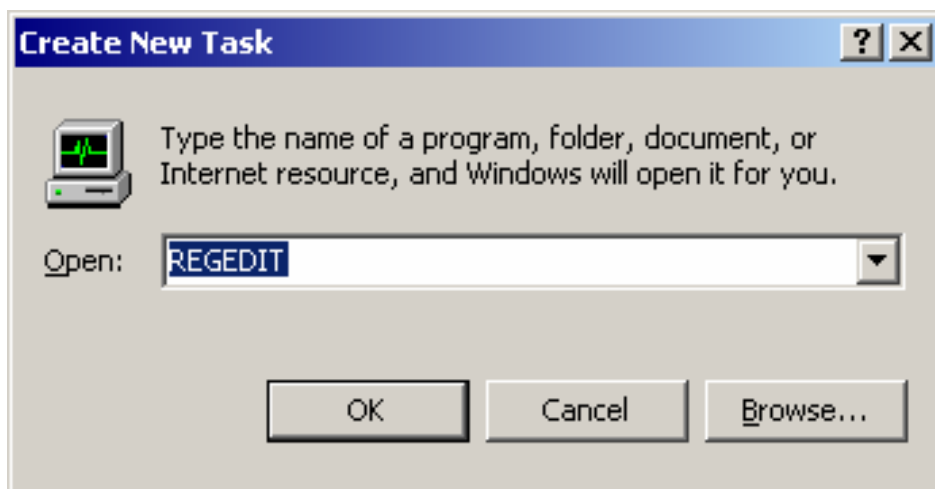 Create New Task
Type the name of a program, folder, document, or
Internet resource, and Windows will open it for you.
Open: REGEDIT
OK Cancel Browse...